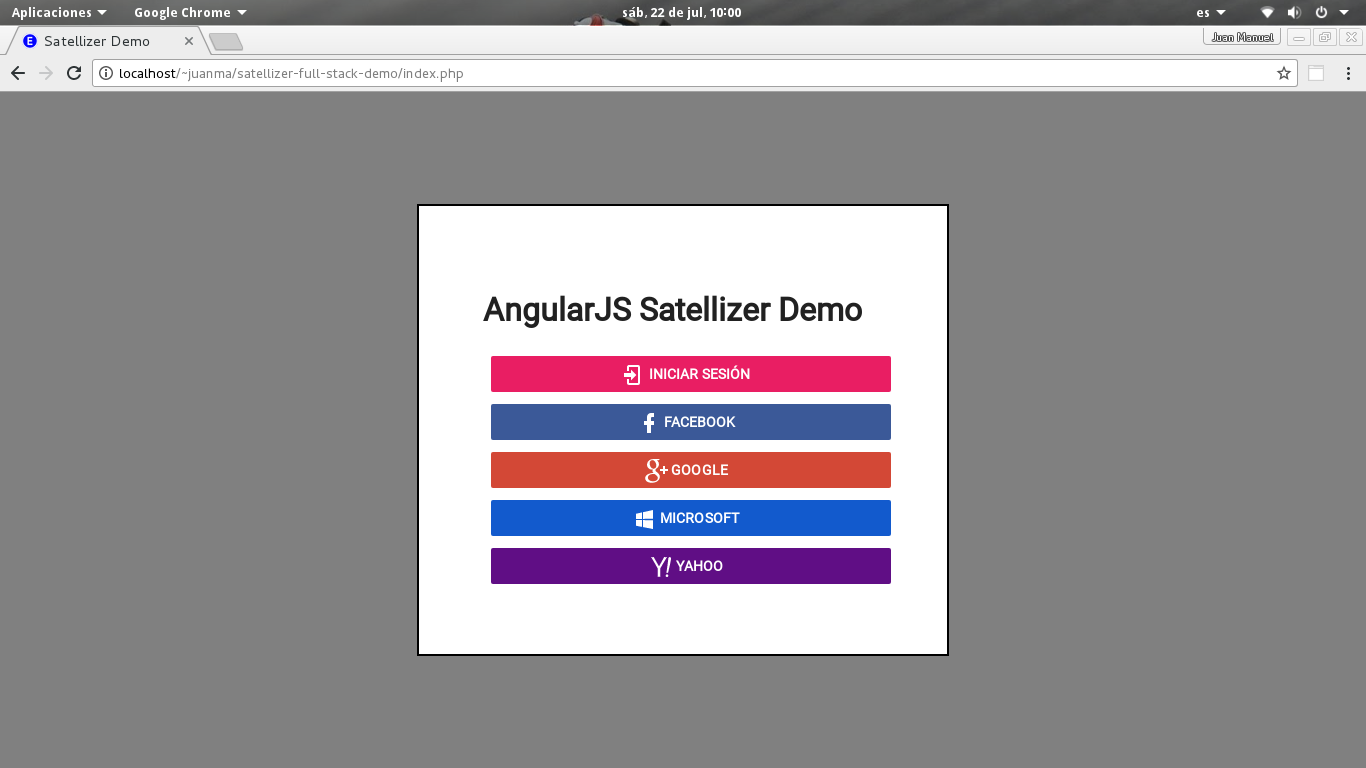 Aplicaciones Google Chrome sáb, 22 de jul, 10:00 es
Satellizer Demo Juan Manuel
localhost/~juanma/satellizer-full-stack-demo/index.php
AngularJS Satellizer Demo
INICIAR SESIÓN
FACEBOOK
GOOGLE
MICROSOFT
YAHOO